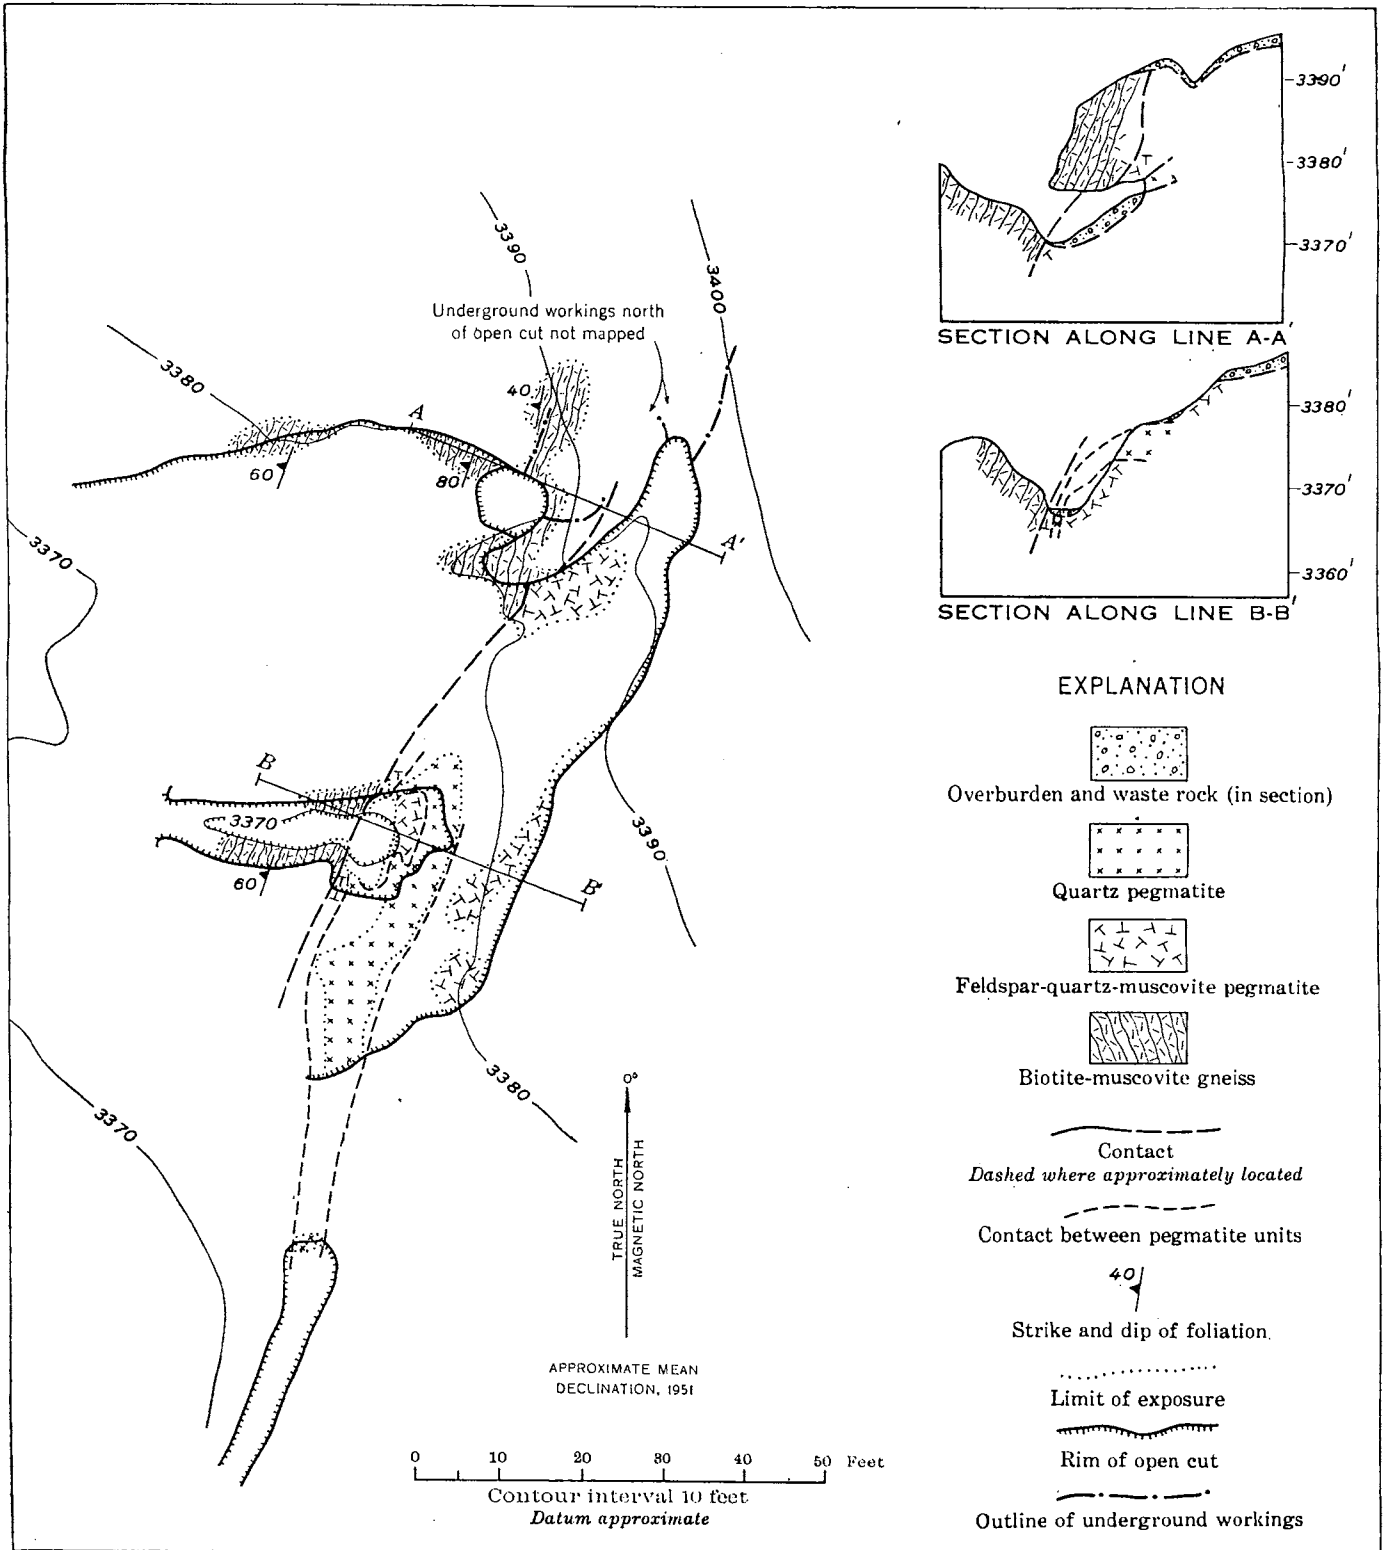 3390'
3380'
3370'
SECTION ALONG LINE A-A'
3380'
3370'
3360'
SECTION ALONG LINE B-B'
3390
3400
Underground workings north
of open cut not mapped
3380
40
A
60
80
A'
3370
B
3370
60
B'
3390
3380
3370
0°
TRUE NORTH
MAGNETIC NORTH
APPROXIMATE MEAN
DECLINATION, 1951
0 10 20 30 40 50 Feet
Contour interval 10 feet
Datum approximate
EXPLANATION
Overburden and waste rock (in section)
Quartz pegmatite
Feldspar-quartz-muscovite pegmatite
Biotite-muscovite gneiss
Contact
Dashed where approximately located
Contact between pegmatite units
40
Strike and dip of foliation.
Limit of exposure
Rim of open cut
Outline of underground workings